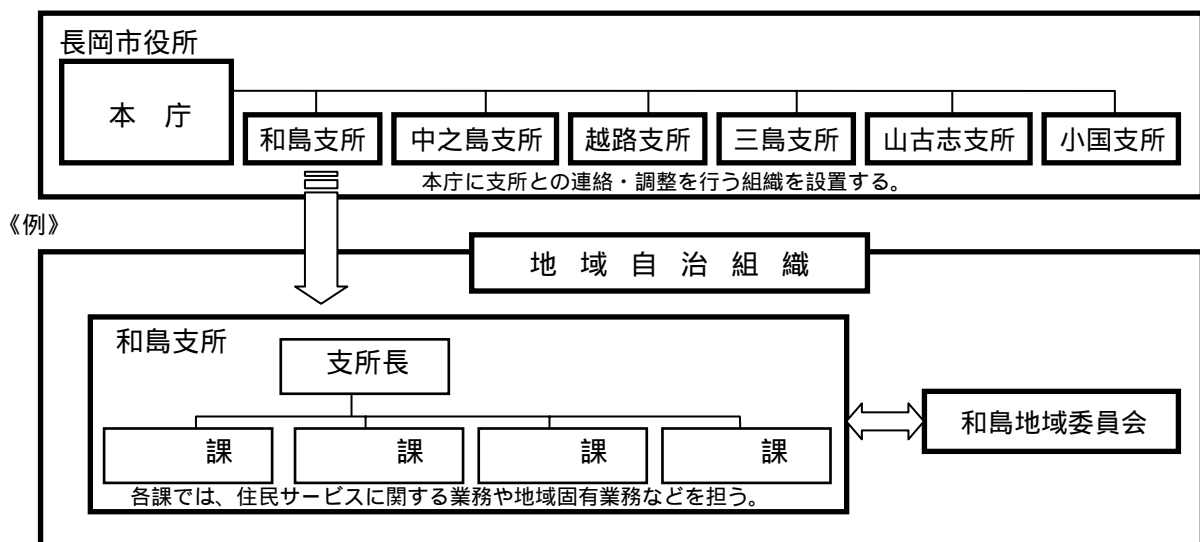 長岡市役所
本 庁
和島支所 中之島支所 越路支所 三島支所 山古志支所 小国支所
本庁に支所との連絡・調整を行う組織を設置する。
《例》
地 域 自 治 組 織
和島支所
支所長
課 課 課 課
和島地域委員会
各課では、住民サービスに関する業務や地域固有業務などを担う。